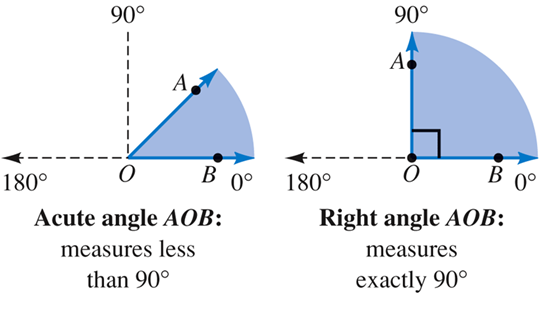 90°
A
180°
O
B
0°
Acute angle AOB:
measures less
than 90°
90°
A
180°
O
B
0°
Right angle AOB:
measures
exactly 90°